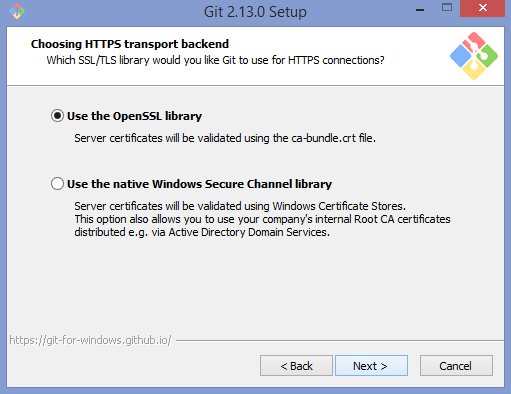 Git 2.13.0 Setup
Choosing HTTPS transport backend
Which SSL/TLS library would you like Git to use for HTTPS connections?
Use the OpenSSL library
Server certificates will be validated using the ca-bundle.crt file.
Use the native Windows Secure Channel library
Server certificates will be validated using Windows Certificate Stores.
This option also allows you to use your company's internal Root CA certificates
distributed e.g. via Active Directory Domain Services.
https://git-for-windows.github.io/
< Back Next > Cancel